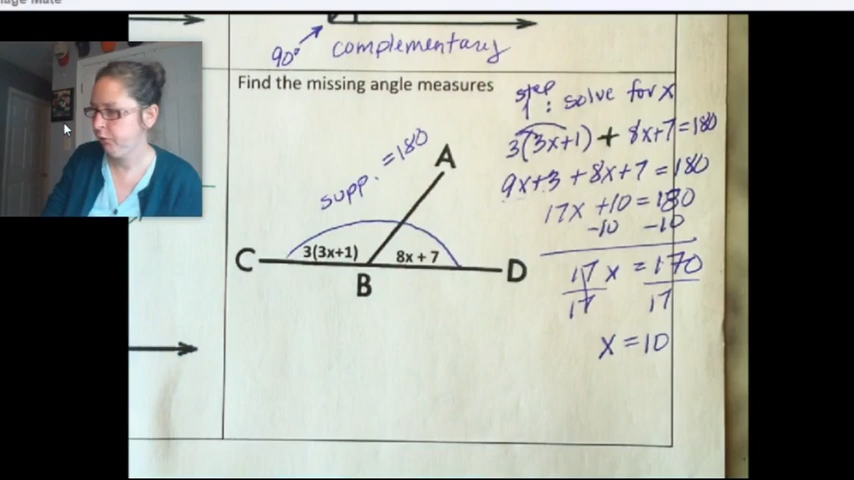 90°
complementary
Find the missing angle measures
step
1 : solve for x
3(3x+1) + 8x+7=180
9x+3 + 8x+7 = 180
17x +10 = 180
-10 -10
17x = 170
17 17
x = 10
supp. = 180
A
C
3(3x+1)
8x + 7
D
B